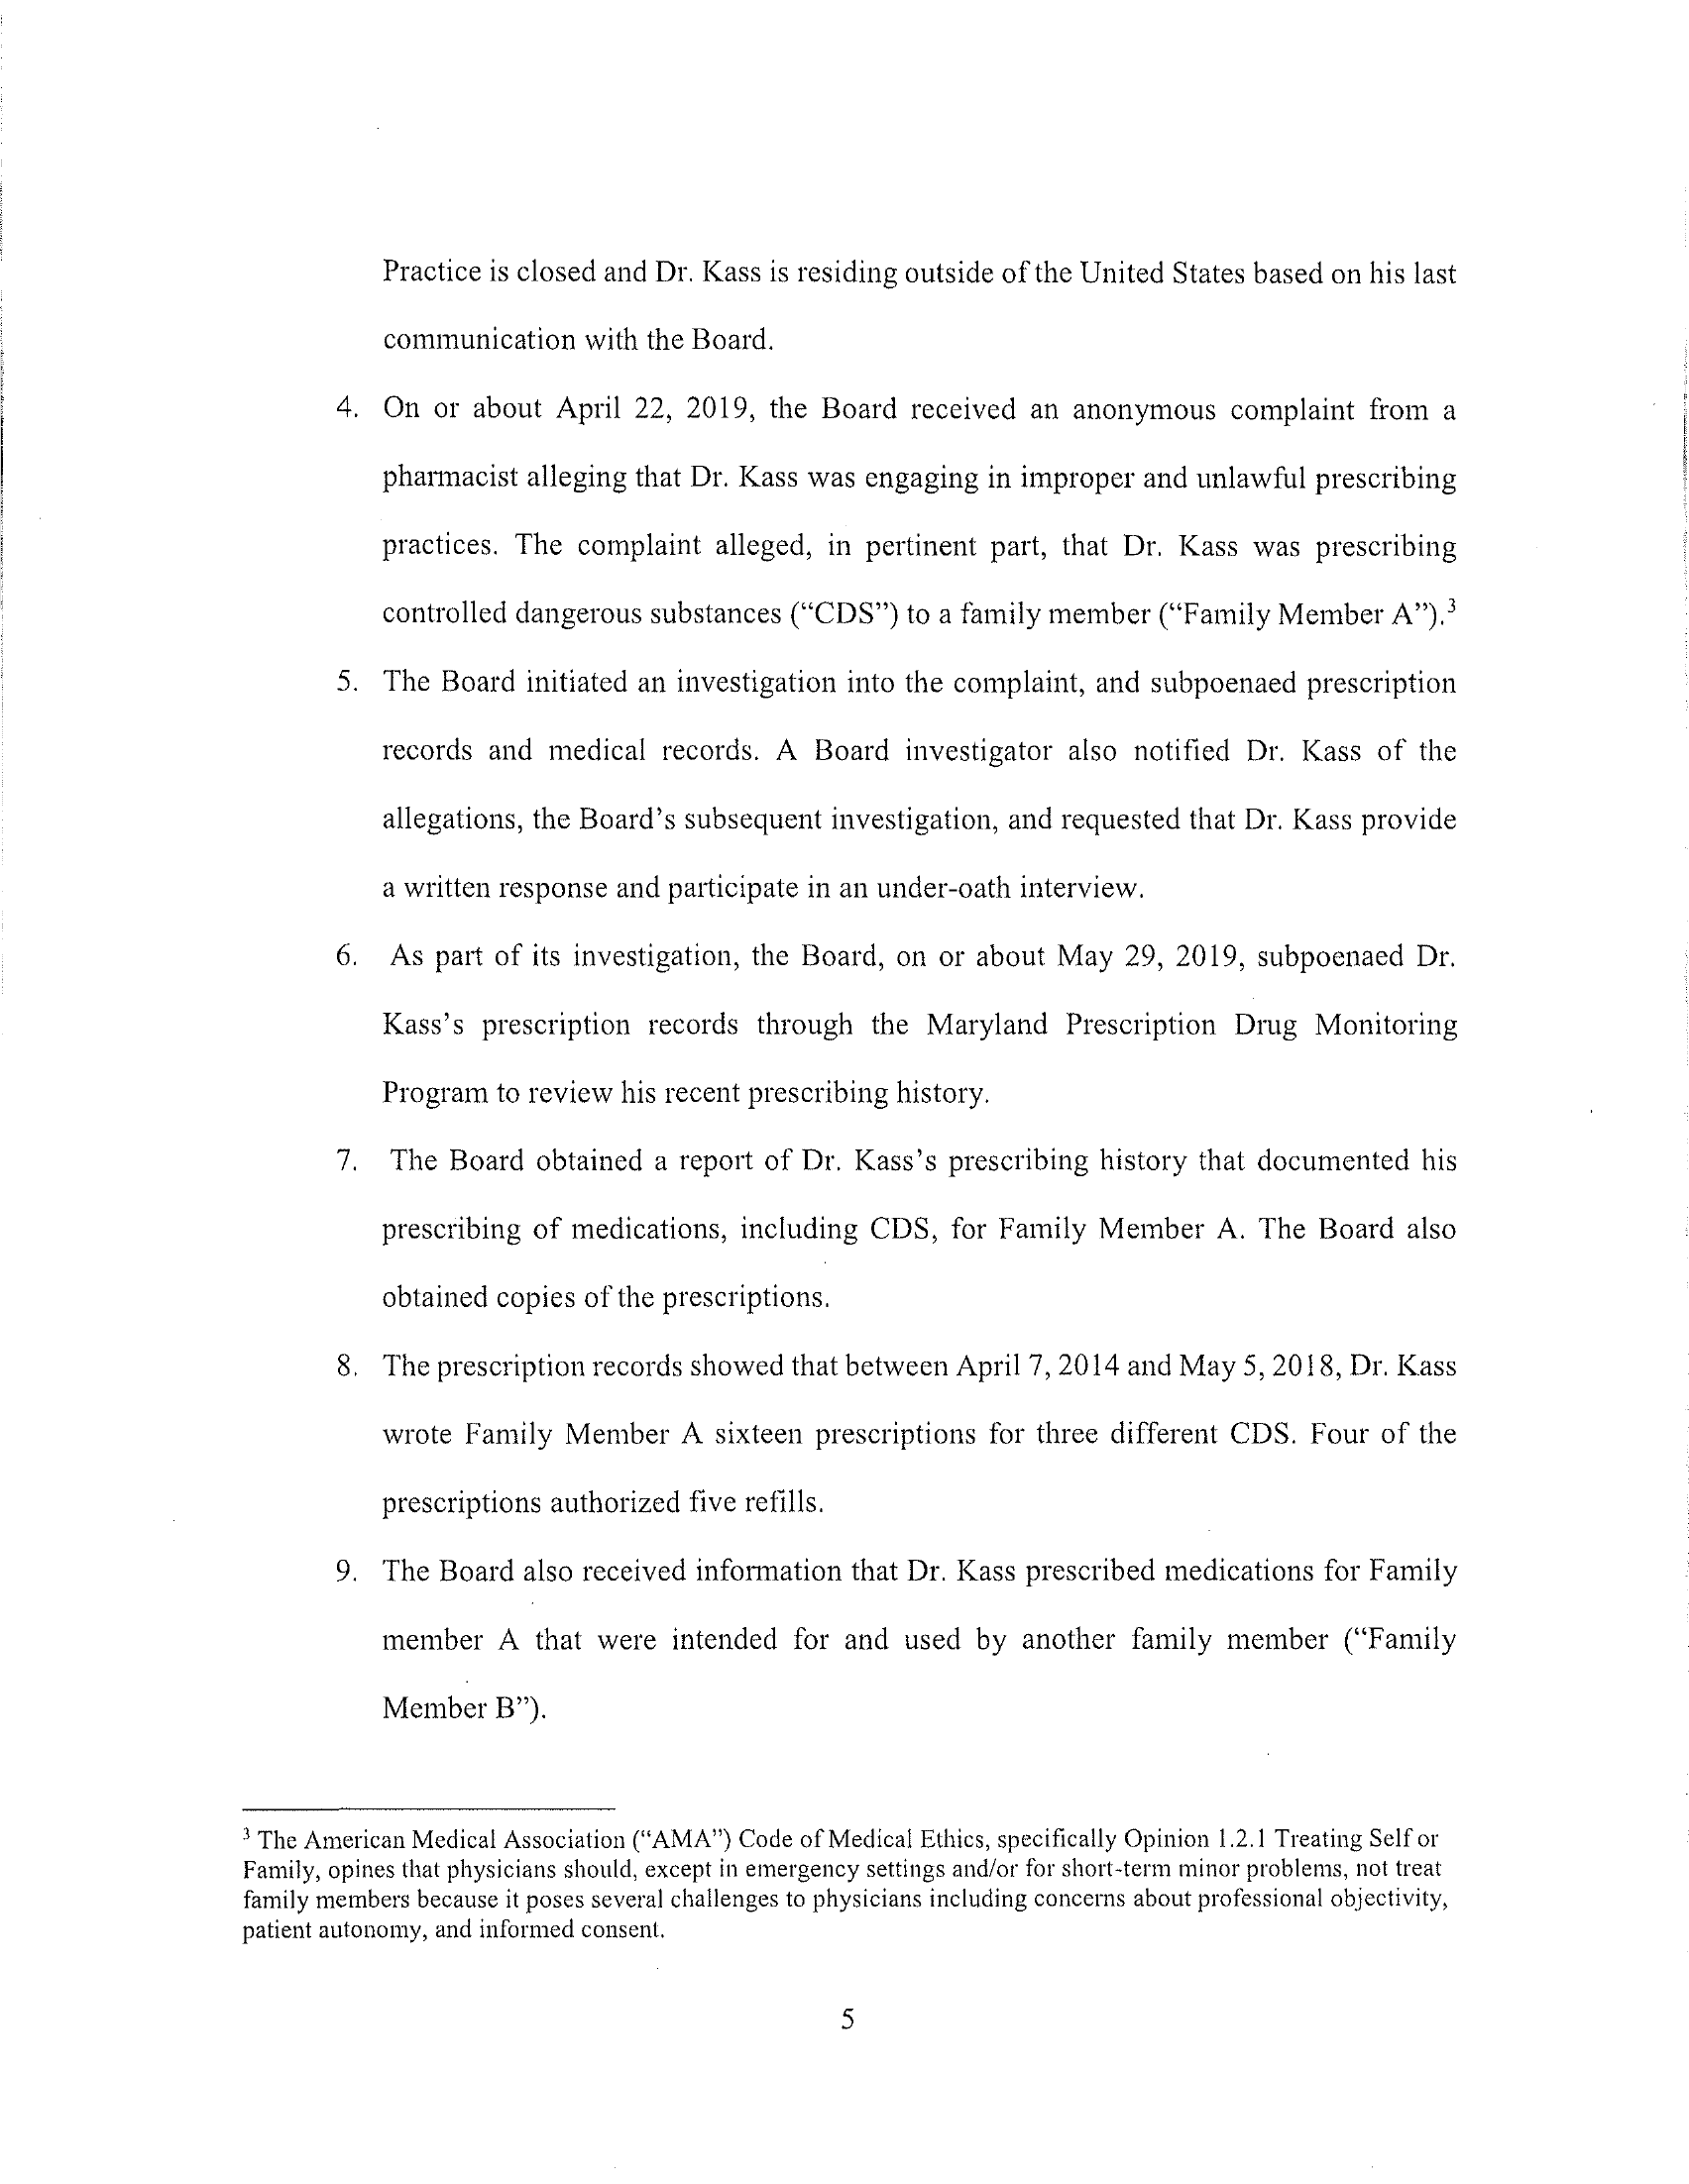 Practice is closed and Dr. Kass is residing outside of the United States based on his last
communication with the Board.
4. On or about April 22, 2019, the Board received an anonymous complaint from a
pharmacist alleging that Dr. Kass was engaging in improper and unlawful prescribing
practices. The complaint alleged, in pertinent part, that Dr. Kass was prescribing
controlled dangerous substances (“CDS”) to a family member (“Family Member A”).³
5. The Board initiated an investigation into the complaint, and subpoenaed prescription
records and medical records. A Board investigator also notified Dr. Kass of the
allegations, the Board’s subsequent investigation, and requested that Dr. Kass provide
a written response and participate in an under-oath interview.
6. As part of its investigation, the Board, on or about May 29, 2019, subpoenaed Dr.
Kass’s prescription records through the Maryland Prescription Drug Monitoring
Program to review his recent prescribing history.
7. The Board obtained a report of Dr. Kass’s prescribing history that documented his
prescribing of medications, including CDS, for Family Member A. The Board also
obtained copies of the prescriptions.
8. The prescription records showed that between April 7, 2014 and May 5, 2018, Dr. Kass
wrote Family Member A sixteen prescriptions for three different CDS. Four of the
prescriptions authorized five refills.
9. The Board also received information that Dr. Kass prescribed medications for Family
member A that were intended for and used by another family member (“Family
Member B”).
³ The American Medical Association (“AMA”) Code of Medical Ethics, specifically Opinion 1.2.1 Treating Self or
Family, opines that physicians should, except in emergency settings and/or for short-term minor problems, not treat
family members because it poses several challenges to physicians including concerns about professional objectivity,
patient autonomy, and informed consent.
5